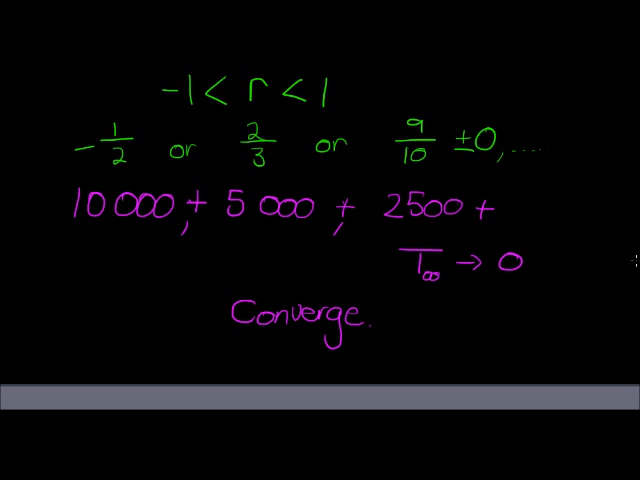 -1 < r < 1
-1/2 or 2/3 or 9/10 ±0,.....
10 000, + 5 000, + 2500 +
T∞ → 0
Converge.